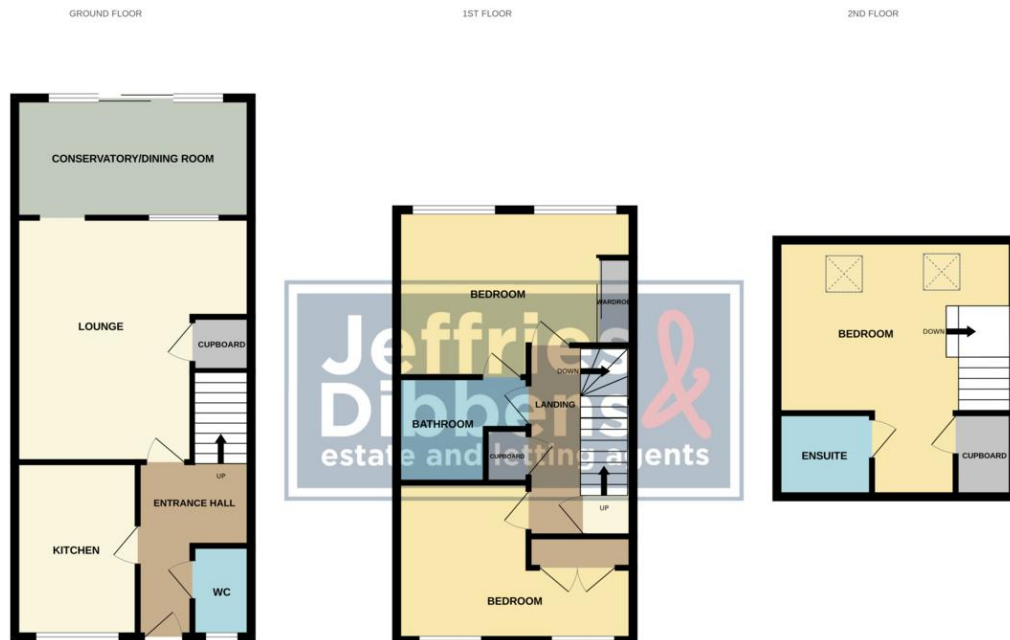 GROUND FLOOR
1ST FLOOR
2ND FLOOR
CONSERVATORY/DINING ROOM
LOUNGE
CUPBOARD
UP
ENTRANCE HALL
KITCHEN
WC
BEDROOM
DOWN
LANDING
BATHROOM
CUPBOARD
UP
BEDROOM
BEDROOM
DOWN
ENSUITE
CUPBOARD
Jeffries &
Dibbens
estate and letting agents